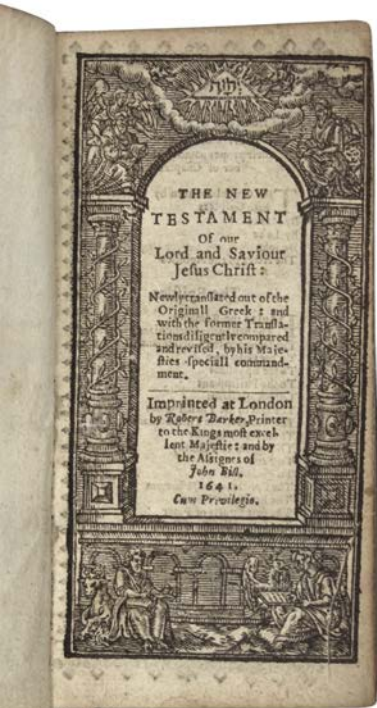 יהוה
THE NEW
TESTAMENT
Of our
Lord and Saviour
Jesus Christ:
Newly translated out of the
Originall Greek: and
with the former Transla-
tions diligently compared
and revised, by his Maje-
sties speciall command-
ment.
Imprinted at London
by Robert Barker, Printer
to the Kings most excel-
lent Majestie: and by
the Assignes of
John Bill.
1641.
Cum Privilegio.